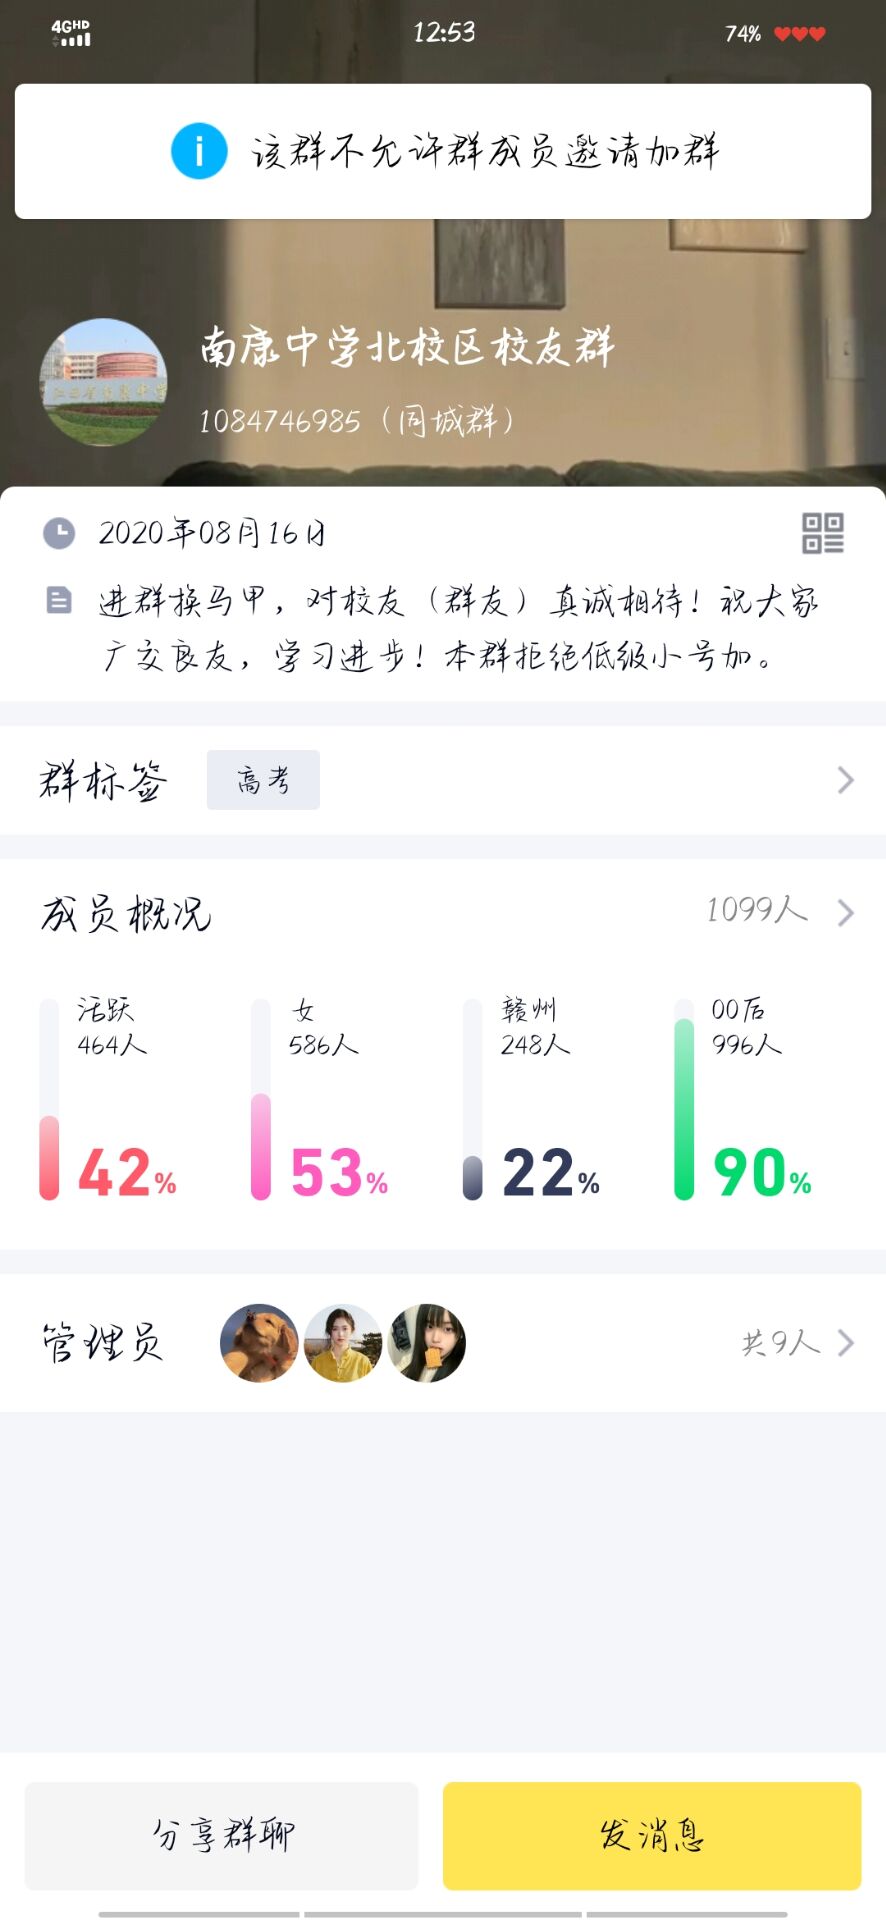 4GHD
12:53
74%
该群不允许群成员邀请加群
南康中学北校区校友群
1084746985（同城群）
2020年08月16日
进群换马甲，对校友（群友）真诚相待！祝大家
广交良友，学习进步！本群拒绝低级小号加。
群标签 高考
成员概况 1099人
活跃 女 赣州 00后
464人 586人 248人 996人
42% 53% 22% 90%
管理员 共9人
分享群聊 发消息